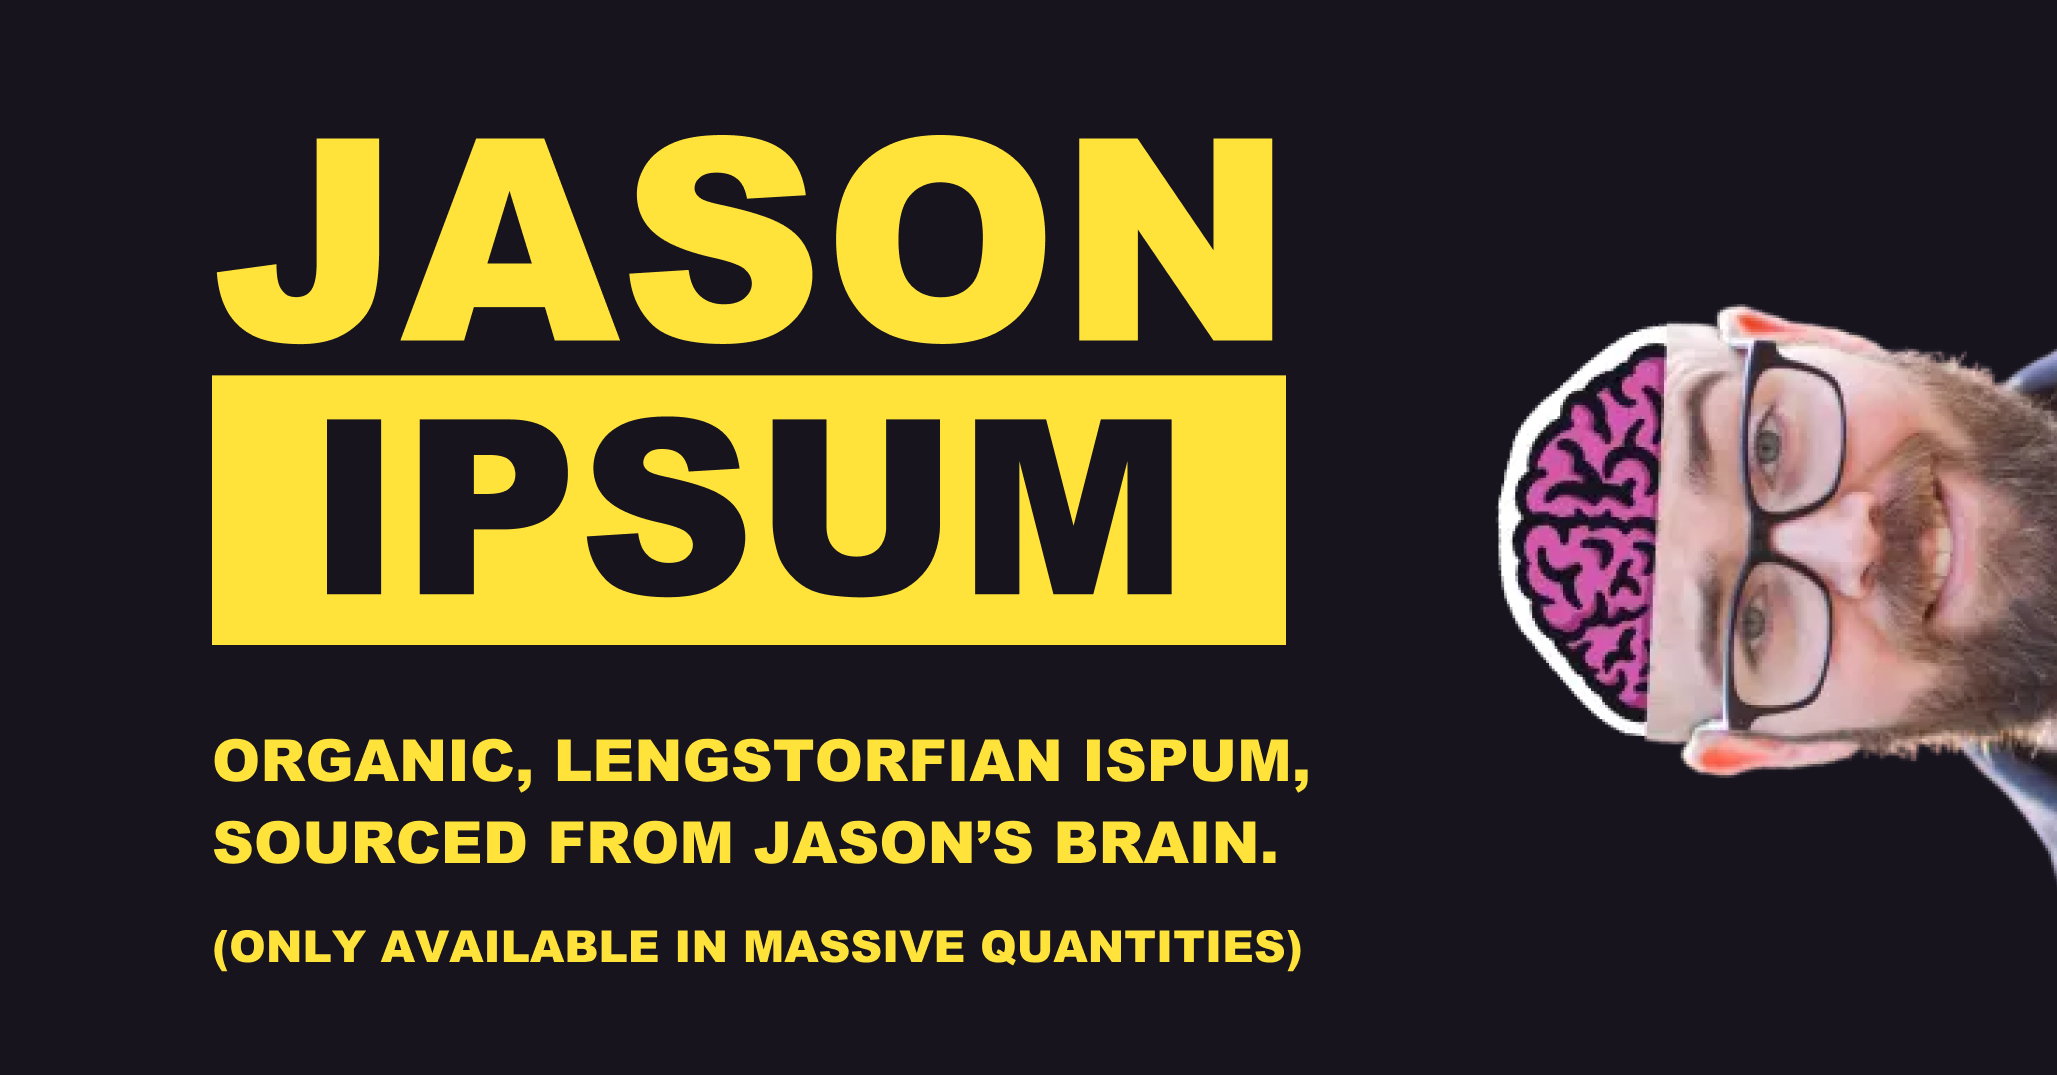 JASON
IPSUM
ORGANIC, LENGSTORFIAN ISPUM,
SOURCED FROM JASON’S BRAIN.
(ONLY AVAILABLE IN MASSIVE QUANTITIES)